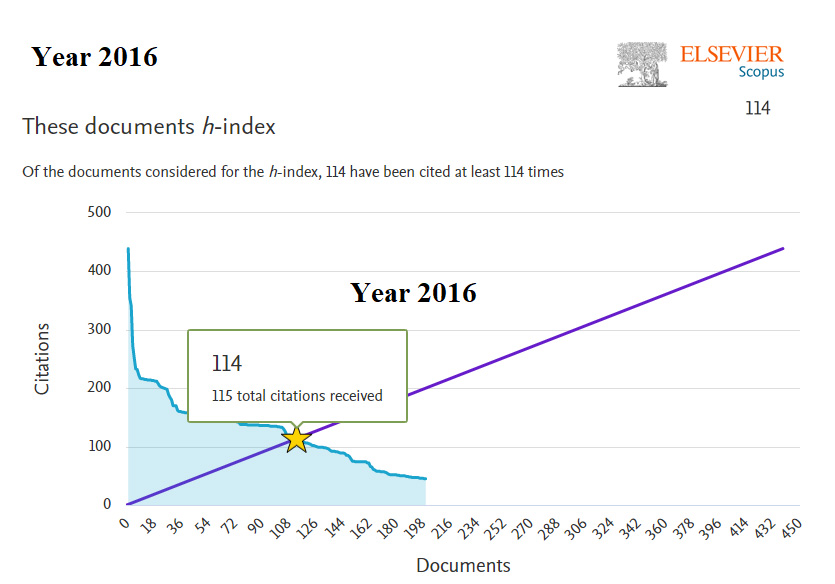 Year 2016
ELSEVIER
Scopus
114
These documents h-index
Of the documents considered for the h-index, 114 have been cited at least 114 times
500
400
300
200
100
0
Citations
Year 2016
114
115 total citations received
0 18 36 54 72 90 108 126 144 162 180 198 216 234 252 270 288 306 324 342 360 378 396 414 432 450
Documents